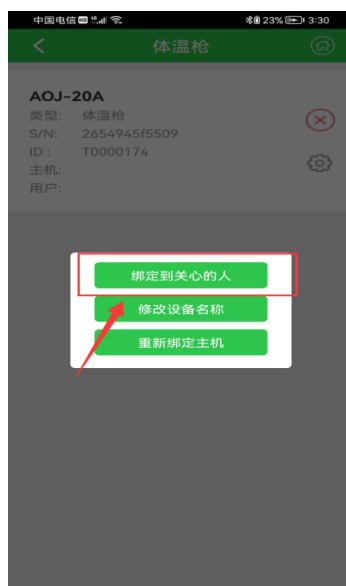 中国电信 23% 3:30
体温枪
AOJ-20A
类型: 体温枪
S/N: 2654945f5509
ID: T0000174
主机:
用户:
绑定到关心的人
修改设备名称
重新绑定主机